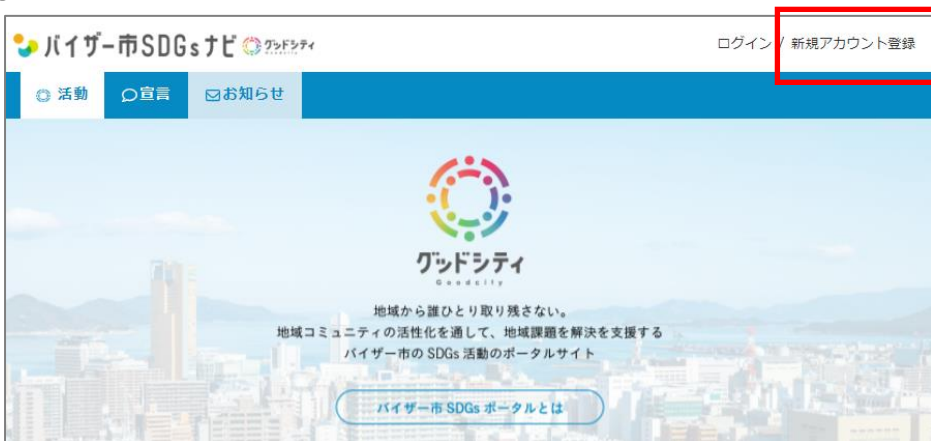 バイザー市SDGsナビ グッドシティ
ログイン / 新規アカウント登録
活動 宣言 お知らせ
グッドシティ
Goodcity
地域から誰ひとり取り残さない。
地域コミュニティの活性化を通して、地域課題を解決を支援する
バイザー市の SDGs 活動のポータルサイト
バイザー市 SDGs ポータルとは